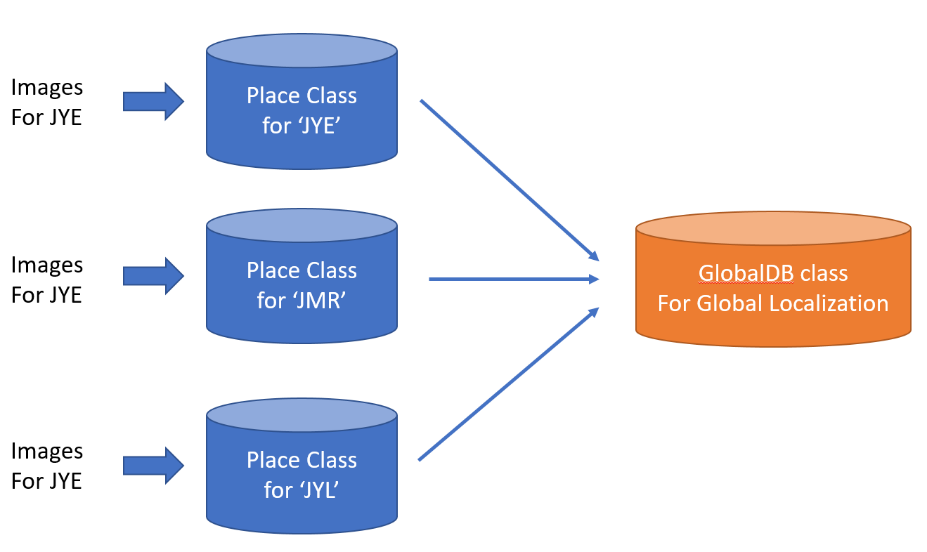 Images
For JYE
Place Class
for ‘JYE’
Images
For JYE
Place Class
for ‘JMR’
GlobalDB class
For Global Localization
Images
For JYE
Place Class
for ‘JYL’